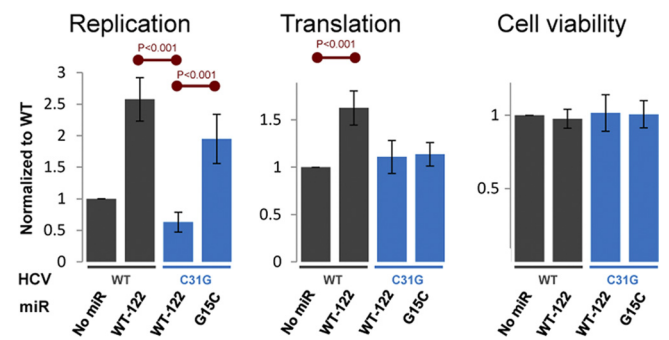 Replication
Translation
Cell viability
P<0.001
P<0.001
P<0.001
Normalized to WT
3
2.5
2
1.5
1
0.5
0
1.5
1
0.5
0
1
0.5
HCV
WT
C31G
WT
C31G
WT
C31G
miR
No miR
WT-122
WT-122
G15C
No miR
WT-122
WT-122
G15C
No miR
WT-122
WT-122
G15C